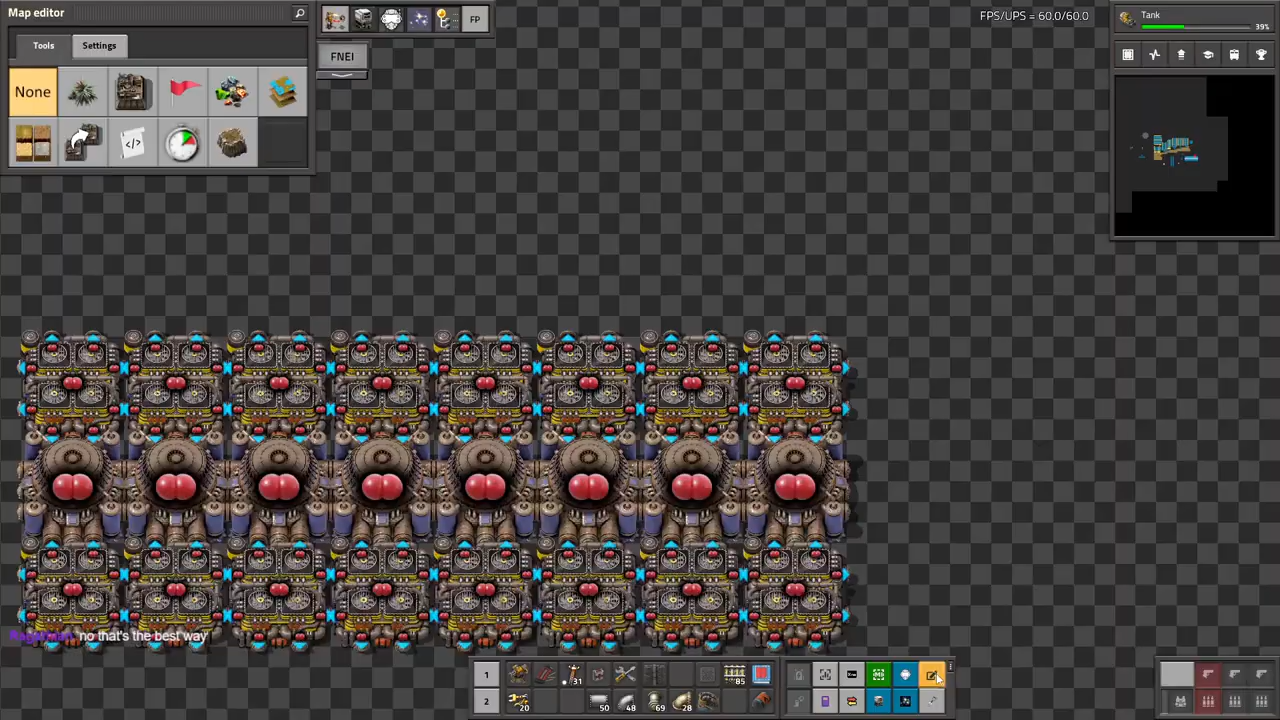 Map editor
FP
FPS/UPS = 60.0/60.0
Tank
39%
Tools
Settings
FNEI
None
</>
no that's the best way
1
31
85
2
20
50
48
69
28